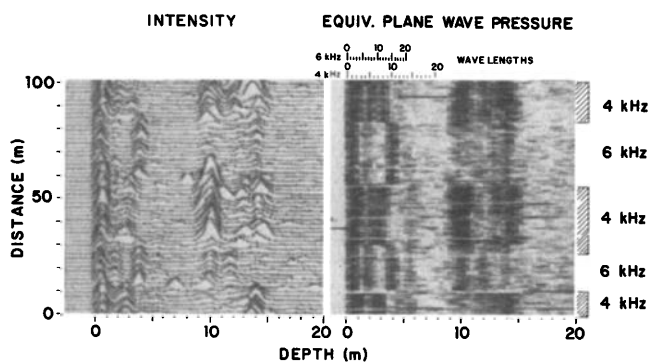 INTENSITY
EQUIV. PLANE WAVE PRESSURE
0 10 20
6 kHz
WAVE LENGTHS
0 10 20
4 kHz
100
50
0
DISTANCE (m)
4 kHz
6 kHz
4 kHz
6 kHz
4 kHz
0 10 20 0 10 20
DEPTH (m)